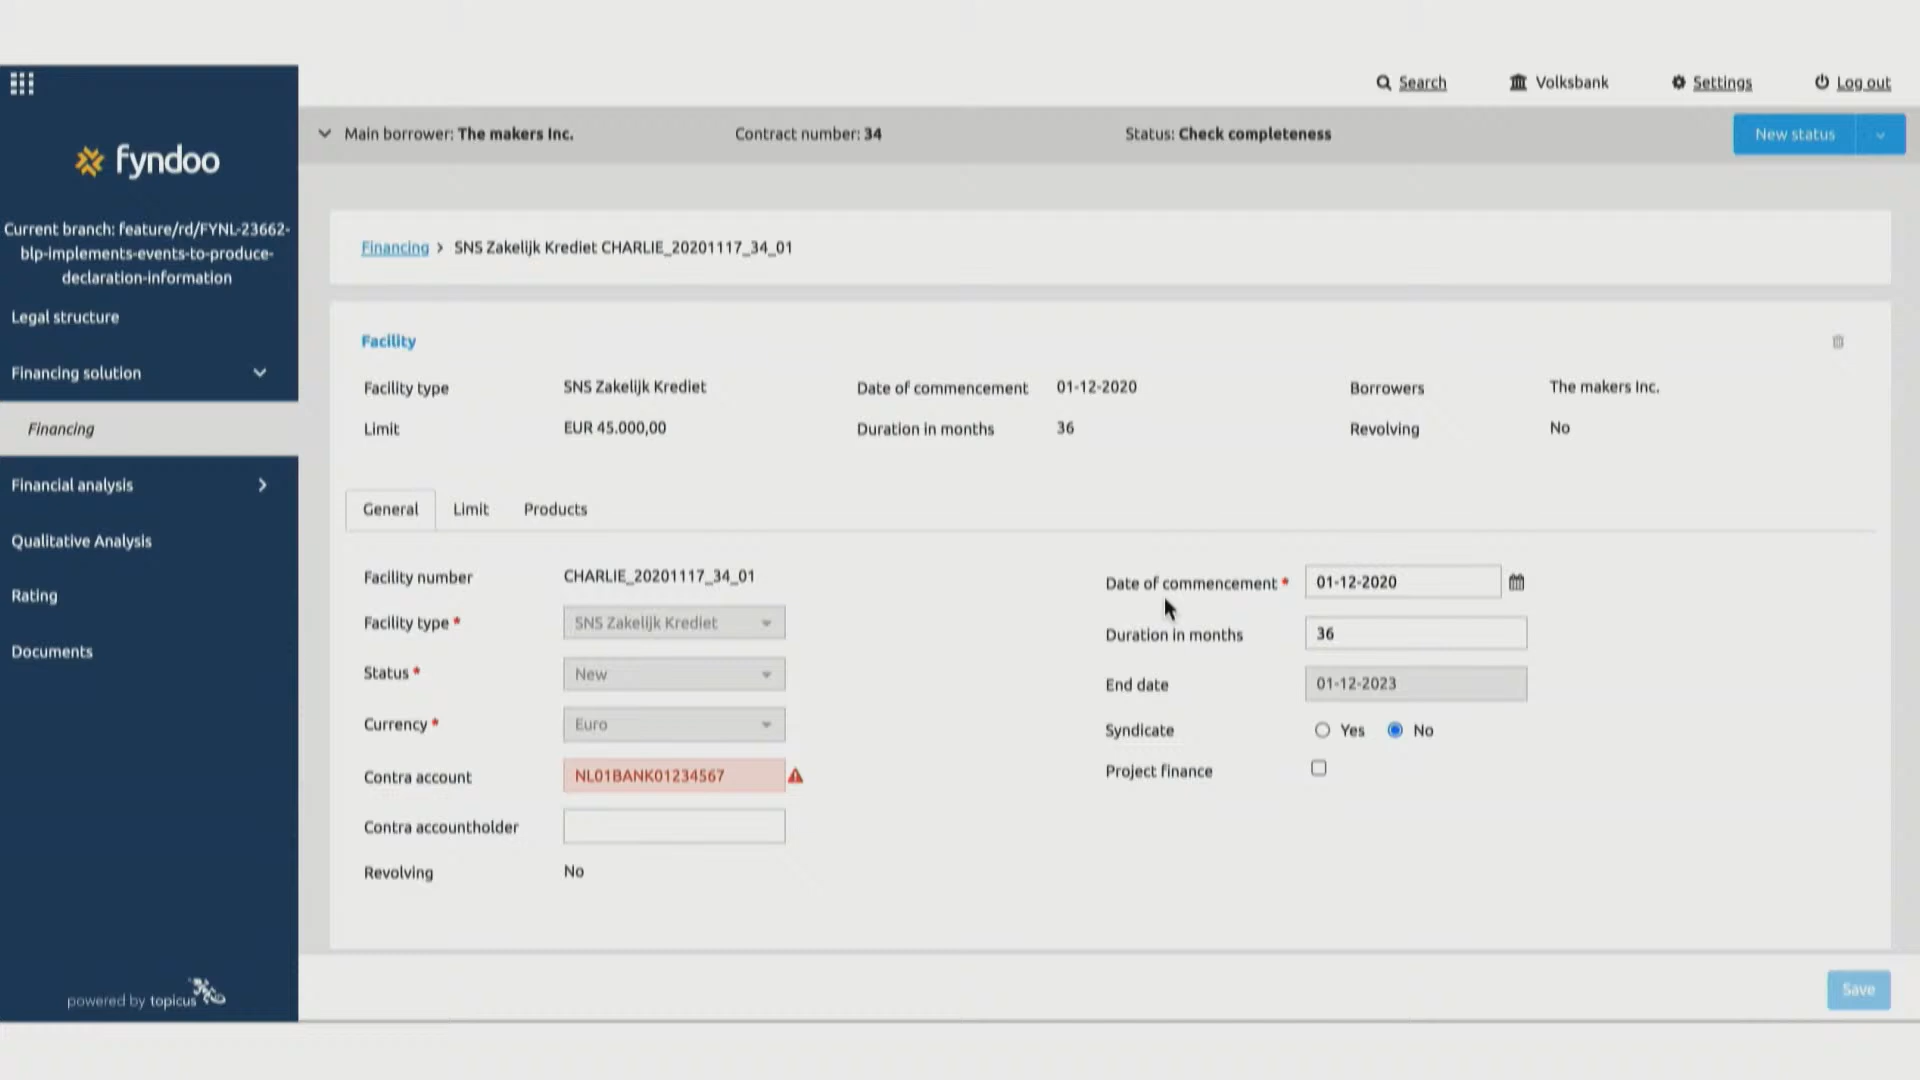 Search
Volksbank
Settings
Log out
Main borrower: The makers Inc.
Contract number: 34
Status: Check completeness
New status
fyndoo
Current branch: feature/rd/FYNL-23662-
blp-implements-events-to-produce-
declaration-information
Legal structure
Financing solution
Financing
Financial analysis
Qualitative Analysis
Rating
Documents
powered by topicus
Financing > SNS Zakelijk Krediet CHARLIE_20201117_34_01
Facility
Facility type SNS Zakelijk Krediet Date of commencement 01-12-2020 Borrowers The makers Inc.
Limit EUR 45.000,00 Duration in months 36 Revolving No
General Limit Products
Facility number CHARLIE_20201117_34_01
Facility type * SNS Zakelijk Krediet
Status * New
Currency * Euro
Contra account NL01BANK01234567
Contra accountholder
Revolving No
Date of commencement * 01-12-2020
Duration in months 36
End date 01-12-2023
Syndicate Yes No
Project finance
Save